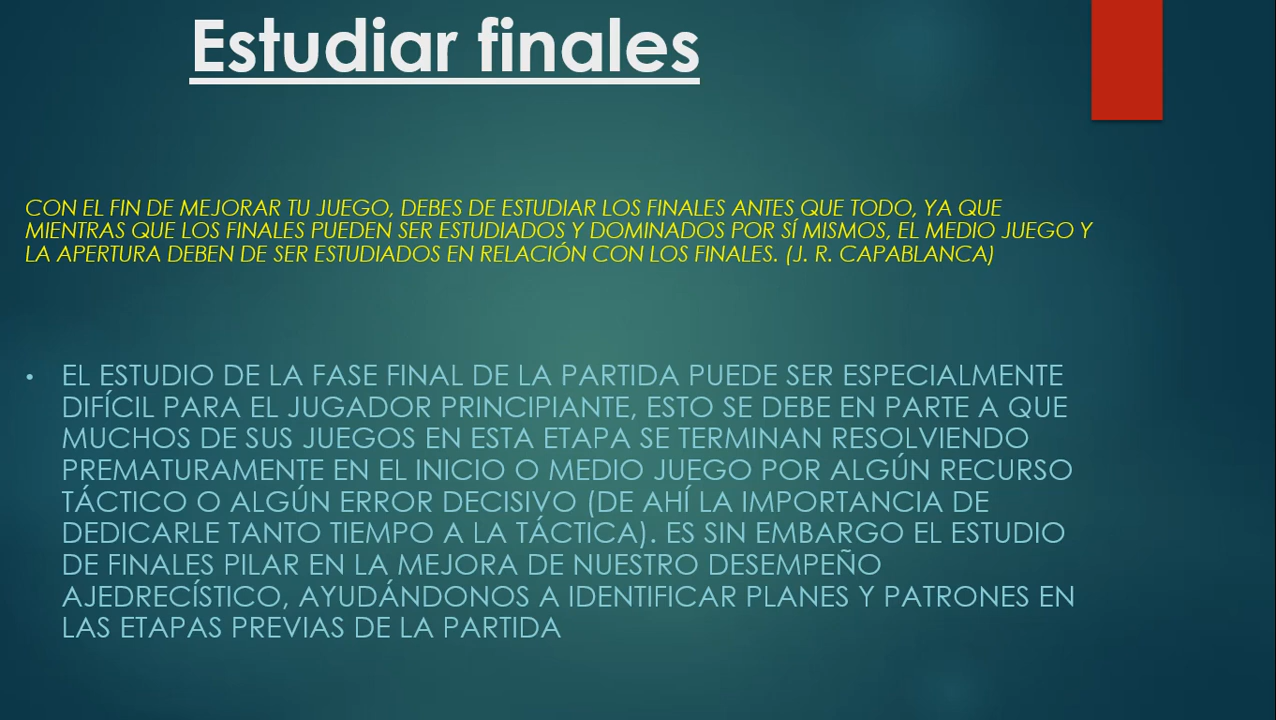 Estudiar finales
CON EL FIN DE MEJORAR TU JUEGO, DEBES DE ESTUDIAR LOS FINALES ANTES QUE TODO, YA QUE
MIENTRAS QUE LOS FINALES PUEDEN SER ESTUDIADOS Y DOMINADOS POR SÍ MISMOS, EL MEDIO JUEGO Y
LA APERTURA DEBEN DE SER ESTUDIADOS EN RELACIÓN CON LOS FINALES. (J. R. CAPABLANCA)
• EL ESTUDIO DE LA FASE FINAL DE LA PARTIDA PUEDE SER ESPECIALMENTE
DIFÍCIL PARA EL JUGADOR PRINCIPIANTE, ESTO SE DEBE EN PARTE A QUE
MUCHOS DE SUS JUEGOS EN ESTA ETAPA SE TERMINAN RESOLVIENDO
PREMATURAMENTE EN EL INICIO O MEDIO JUEGO POR ALGÚN RECURSO
TÁCTICO O ALGÚN ERROR DECISIVO (DE AHÍ LA IMPORTANCIA DE
DEDICARLE TANTO TIEMPO A LA TÁCTICA). ES SIN EMBARGO EL ESTUDIO
DE FINALES PILAR EN LA MEJORA DE NUESTRO DESEMPEÑO
AJEDRECÍSTICO, AYUDÁNDONOS A IDENTIFICAR PLANES Y PATRONES EN
LAS ETAPAS PREVIAS DE LA PARTIDA